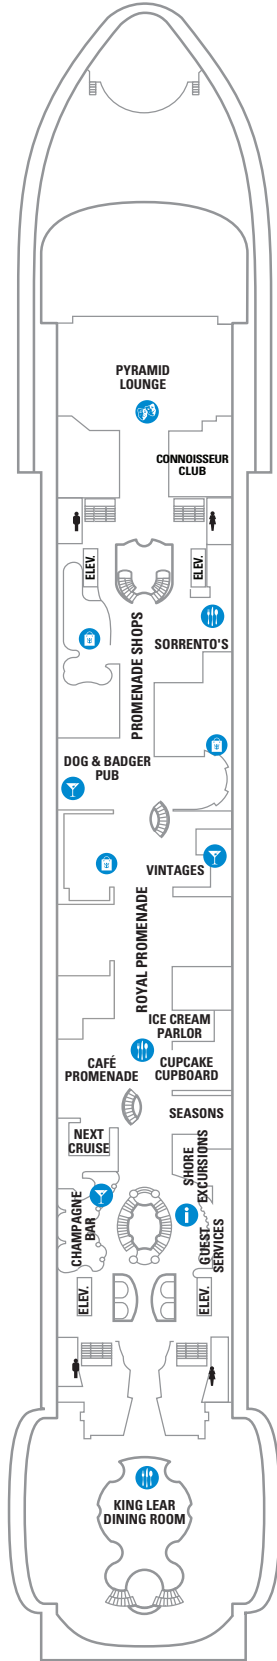 PYRAMID
LOUNGE
CONNOISSEUR
CLUB
ELEV.
ELEV.
PROMENADE SHOPS
SORRENTO'S
DOG & BADGER
PUB
VINTAGES
ROYAL PROMENADE
ICE CREAM
PARLOR
CAFÉ
PROMENADE
CUPCAKE
CUPBOARD
SEASONS
NEXT
CRUISE
SHORE
EXCURSIONS
CHAMPAGNE
BAR
i
GUEST
SERVICES
ELEV.
ELEV.
KING LEAR
DINING ROOM